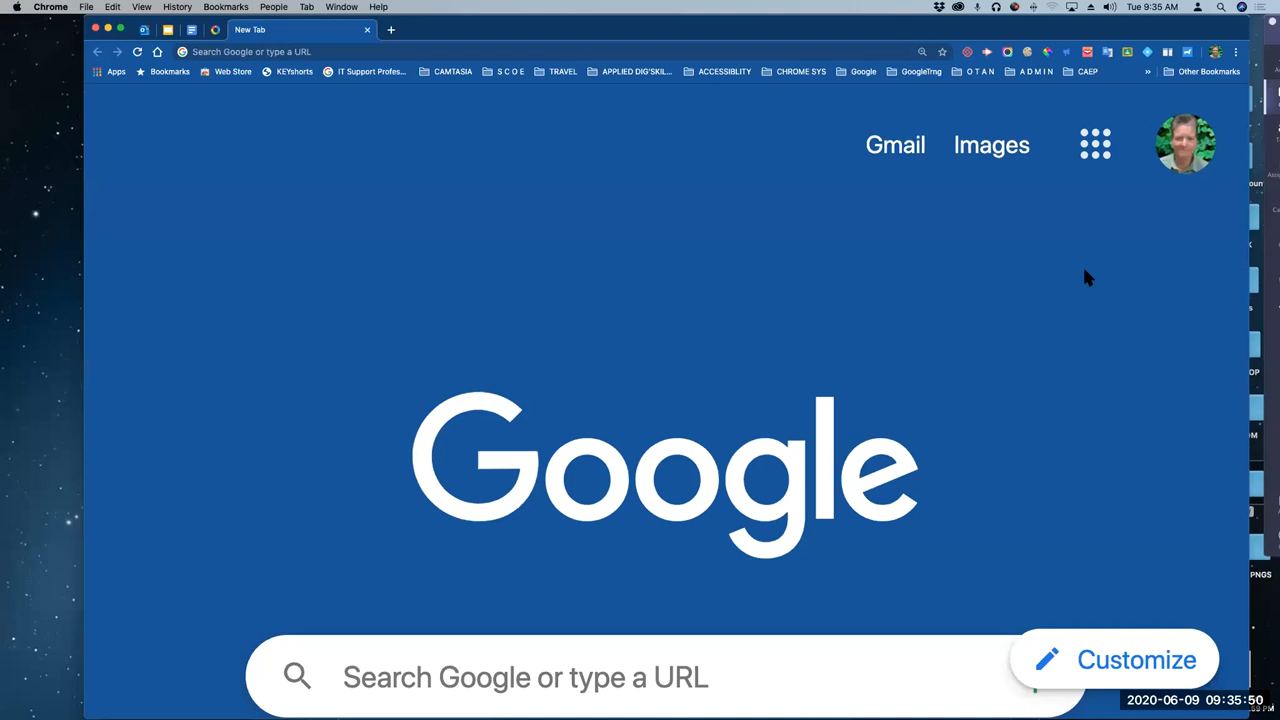 Chrome File Edit View History Bookmarks People Tab Window Help Tue 9:35 AM
New Tab
Search Google or type a URL
Apps Bookmarks Web Store KEYshorts IT Support Profes... CAMTASIA S C O E TRAVEL APPLIED DIG'SKIL... ACCESSIBLITY CHROME SYS Google GoogleTrng O T A N A D M I N CAEP » Other Bookmarks
Gmail Images
Google
Search Google or type a URL
Customize
PNGS
2020-06-09 09:35:50